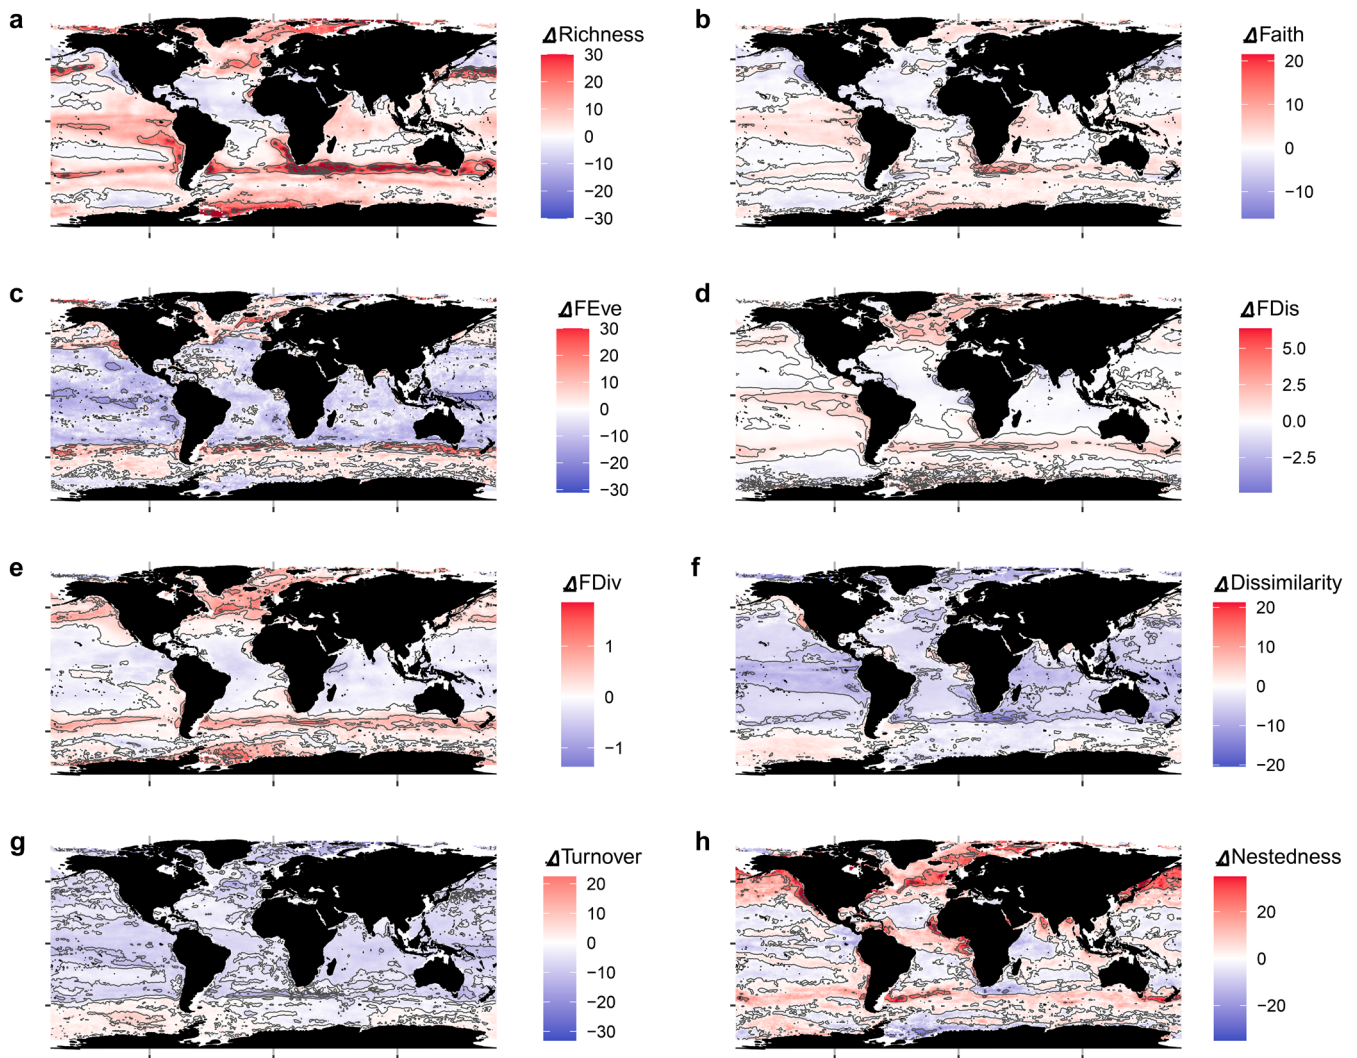 a
ΔRichness
30
20
10
0
−10
−20
−30
b
ΔFaith
20
10
0
−10
c
ΔFEve
30
20
10
0
−10
−20
−30
d
ΔFDis
5.0
2.5
0.0
−2.5
e
ΔFDiv
1
0
−1
f
ΔDissimilarity
20
10
0
−10
−20
g
ΔTurnover
20
10
0
−10
−20
−30
h
ΔNestedness
20
0
−20